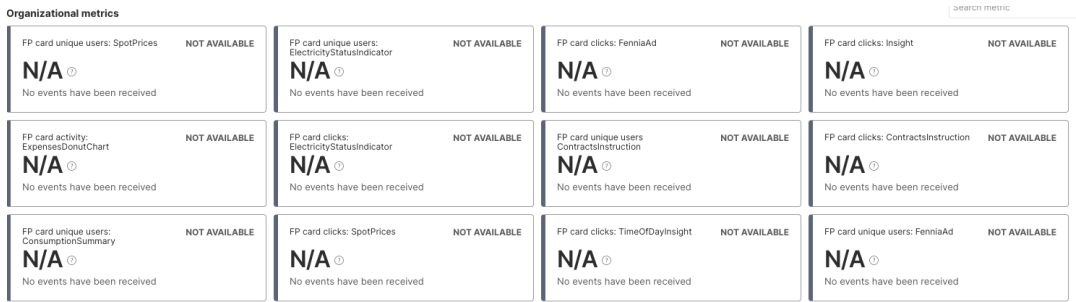 Organizational metrics
Search metric
FP card unique users: SpotPrices
NOT AVAILABLE
N/A ?
No events have been received
FP card unique users:
ElectricityStatusIndicator
NOT AVAILABLE
N/A ?
No events have been received
FP card clicks: FenniaAd
NOT AVAILABLE
N/A ?
No events have been received
FP card clicks: Insight
NOT AVAILABLE
N/A ?
No events have been received
FP card activity:
ExpensesDonutChart
NOT AVAILABLE
N/A ?
No events have been received
FP card clicks:
ElectricityStatusIndicator
NOT AVAILABLE
N/A ?
No events have been received
FP card unique users
ContractsInstruction
NOT AVAILABLE
N/A ?
No events have been received
FP card clicks: ContractsInstruction
NOT AVAILABLE
N/A ?
No events have been received
FP card unique users:
ConsumptionSummary
NOT AVAILABLE
N/A ?
No events have been received
FP card clicks: SpotPrices
NOT AVAILABLE
N/A ?
No events have been received
FP card clicks: TimeOfDayInsight
NOT AVAILABLE
N/A ?
No events have been received
FP card unique users: FenniaAd
NOT AVAILABLE
N/A ?
No events have been received